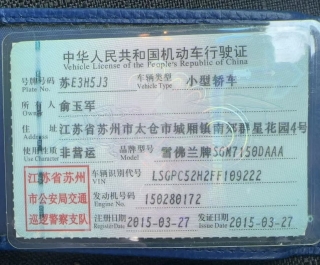 中华人民共和国机动车行驶证
Vehicle License of the People's Republic of China
号牌号码 苏E3H5J3 车辆类型 小型轿车
Plate No. Vehicle Type
所有人 俞玉军
Owner
住址 江苏省苏州市太仓市城厢镇南郊群星花园4号
Address
使用性质 非营运 品牌型号 雪佛兰牌SGM7150DAAA
Use Character Model
江苏省苏州 车辆识别代号 LSGPC52H2FF109222
VIN
市公安局交通 发动机号码 150280172
Engine No.
巡逻警察支队 注册日期 2015-03-27 发证日期 2015-03-27
Register Date Issue Date